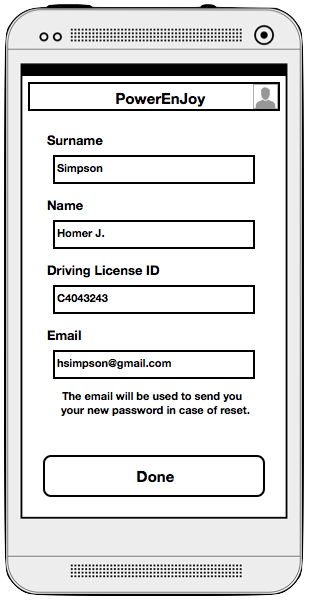 PowerEnJoy
Surname
Simpson
Name
Homer J.
Driving License ID
C4043243
Email
hsimpson@gmail.com
The email will be used to send you
your new password in case of reset.
Done